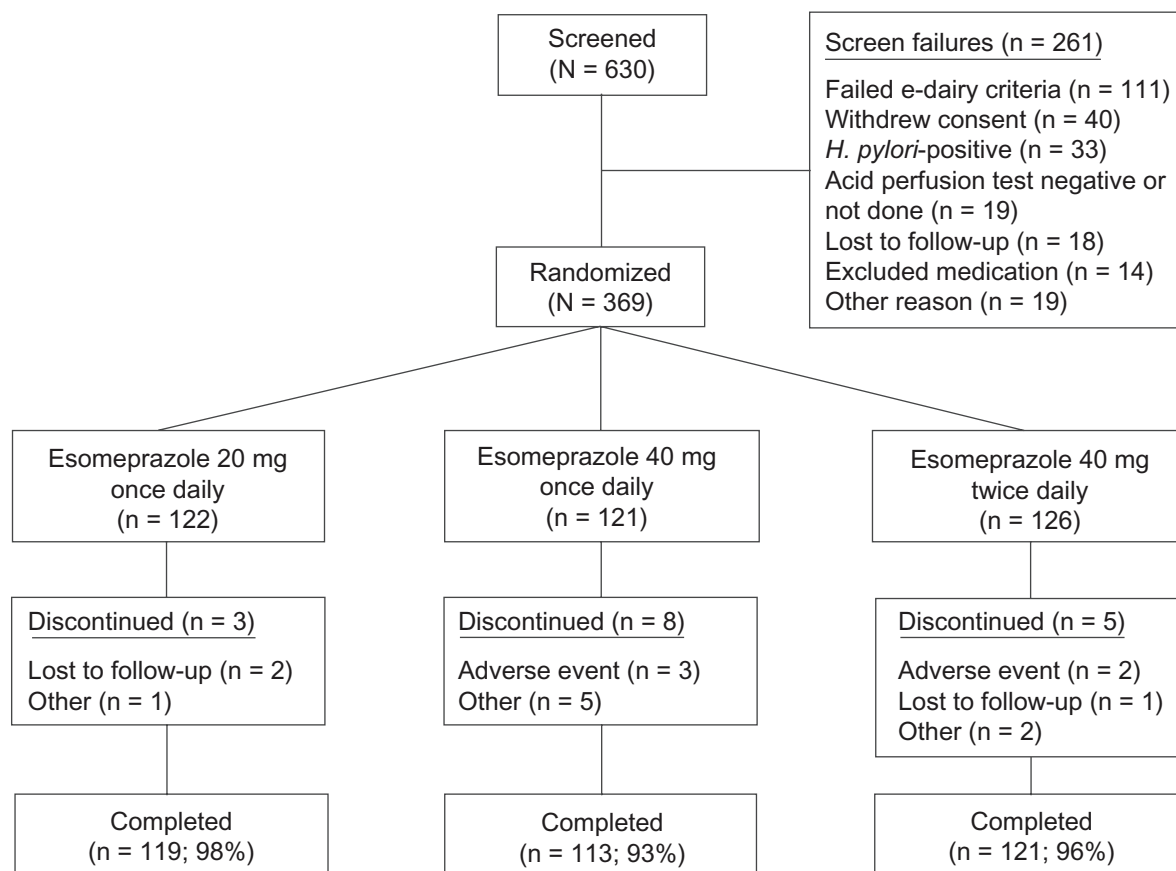 Screened
(N = 630)
Screen failures (n = 261)
Failed e-dairy criteria (n = 111)
Withdrew consent (n = 40)
H. pylori-positive (n = 33)
Acid perfusion test negative or
not done (n = 19)
Lost to follow-up (n = 18)
Excluded medication (n = 14)
Other reason (n = 19)
Randomized
(N = 369)
Esomeprazole 20 mg
once daily
(n = 122)
Esomeprazole 40 mg
once daily
(n = 121)
Esomeprazole 40 mg
twice daily
(n = 126)
Discontinued (n = 3)
Lost to follow-up (n = 2)
Other (n = 1)
Discontinued (n = 8)
Adverse event (n = 3)
Other (n = 5)
Discontinued (n = 5)
Adverse event (n = 2)
Lost to follow-up (n = 1)
Other (n = 2)
Completed
(n = 119; 98%)
Completed
(n = 113; 93%)
Completed
(n = 121; 96%)